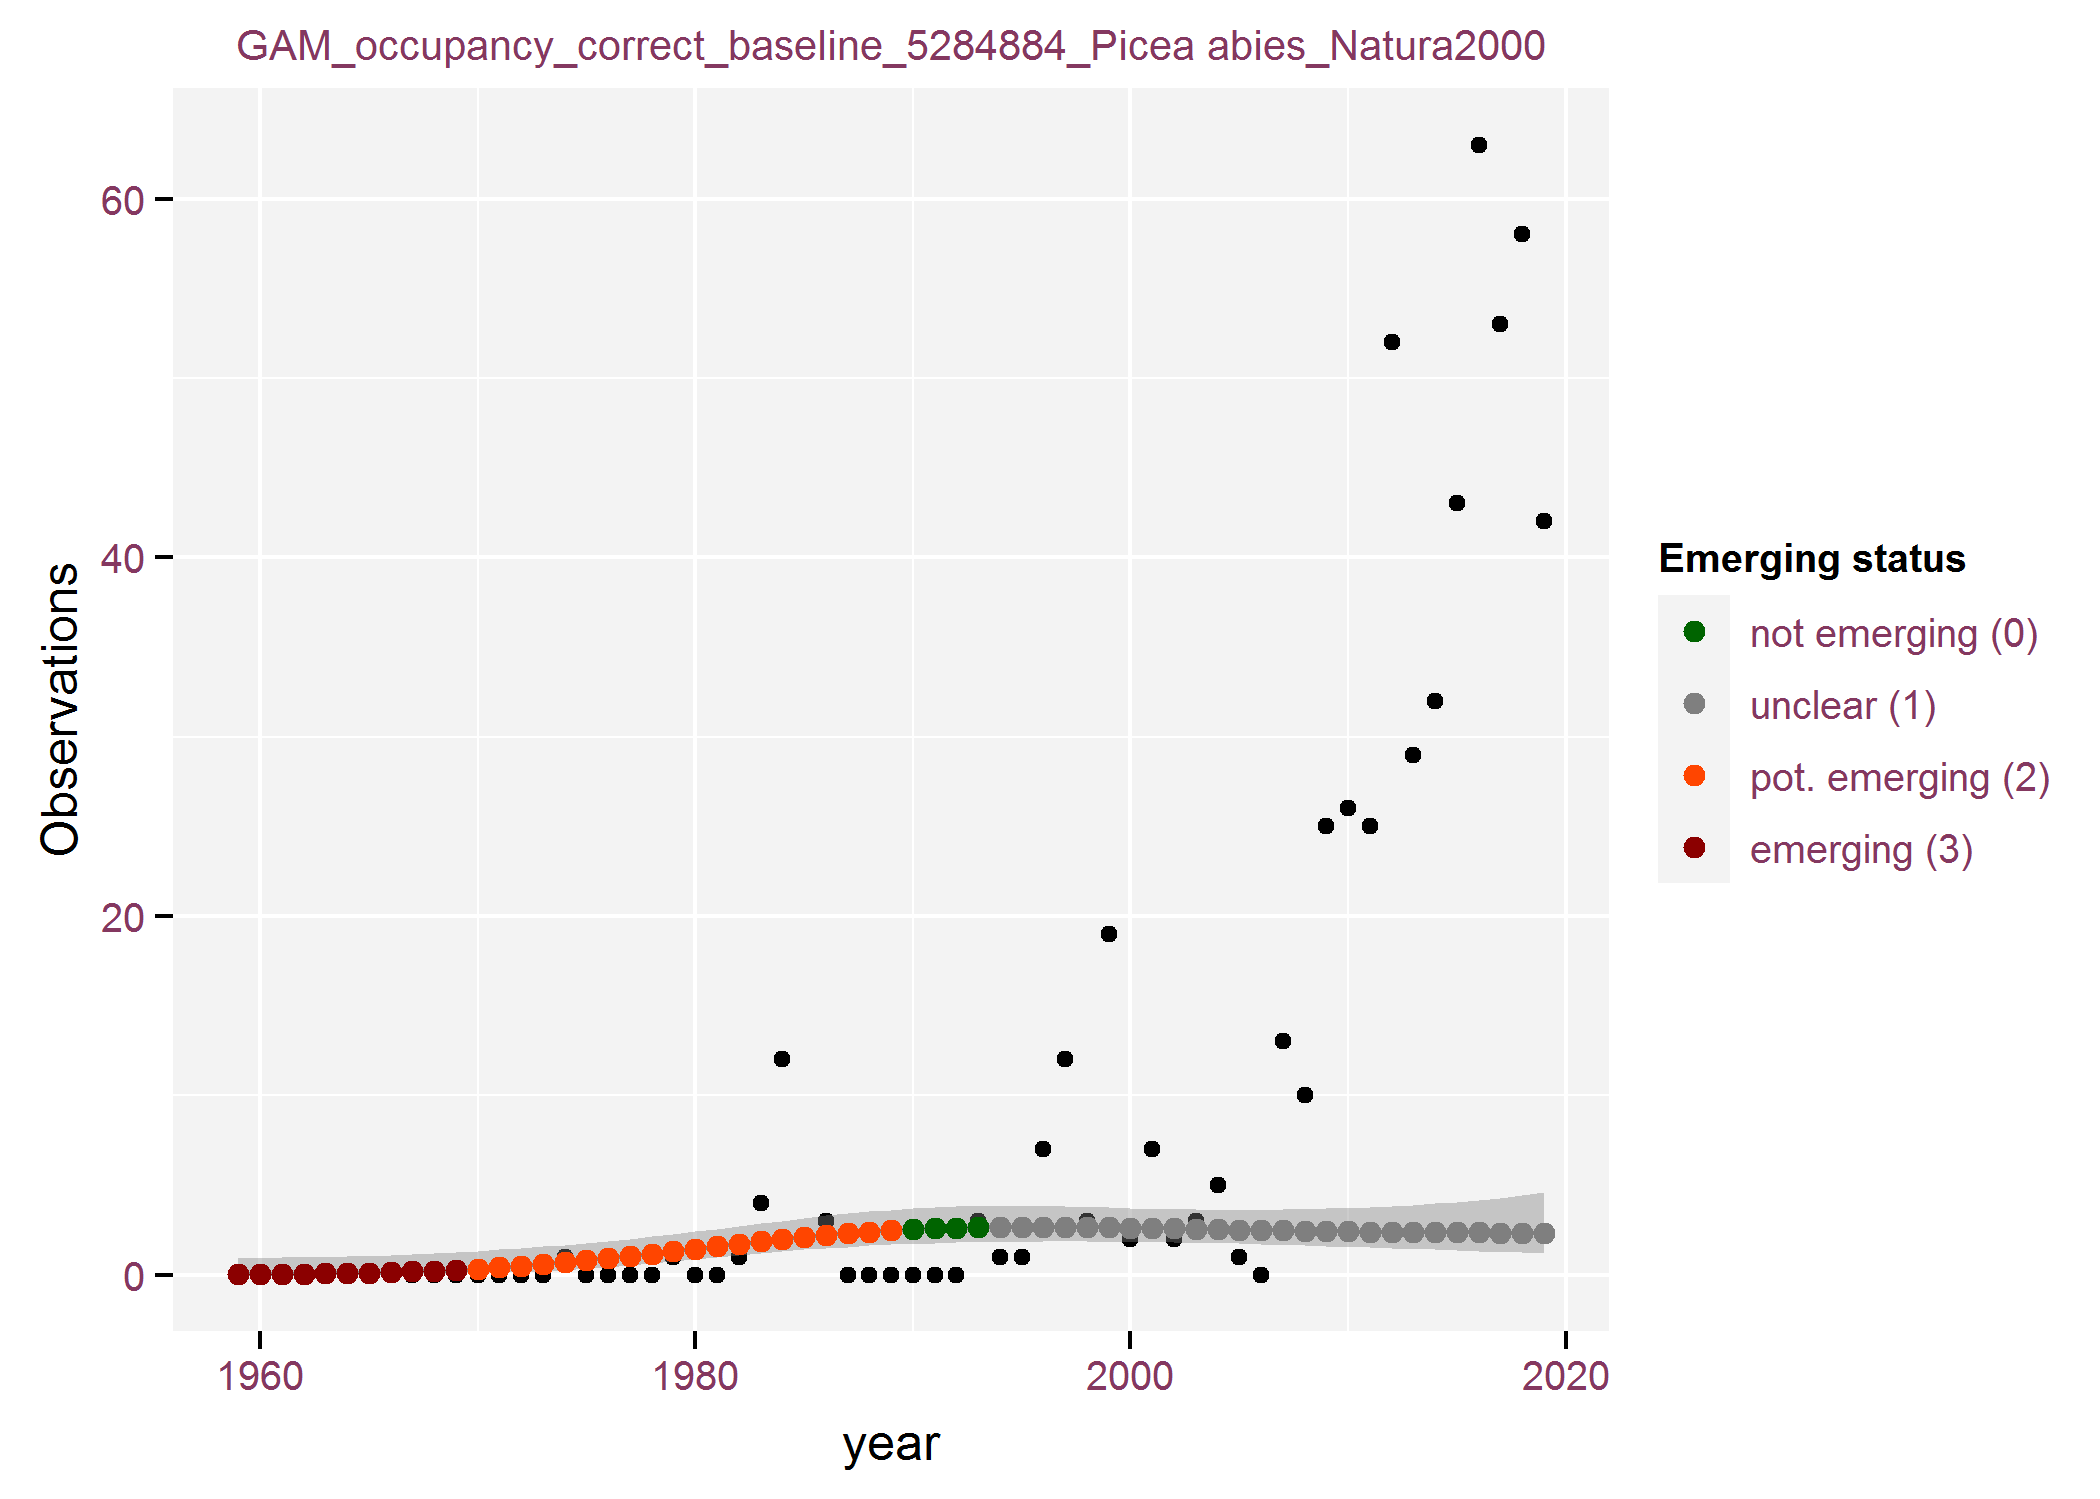 GAM_occupancy_correct_baseline_5284884_Picea abies_Natura2000
60
40
20
0
Observations
1960 1980 2000 2020
year
Emerging status
not emerging (0)
unclear (1)
pot. emerging (2)
emerging (3)